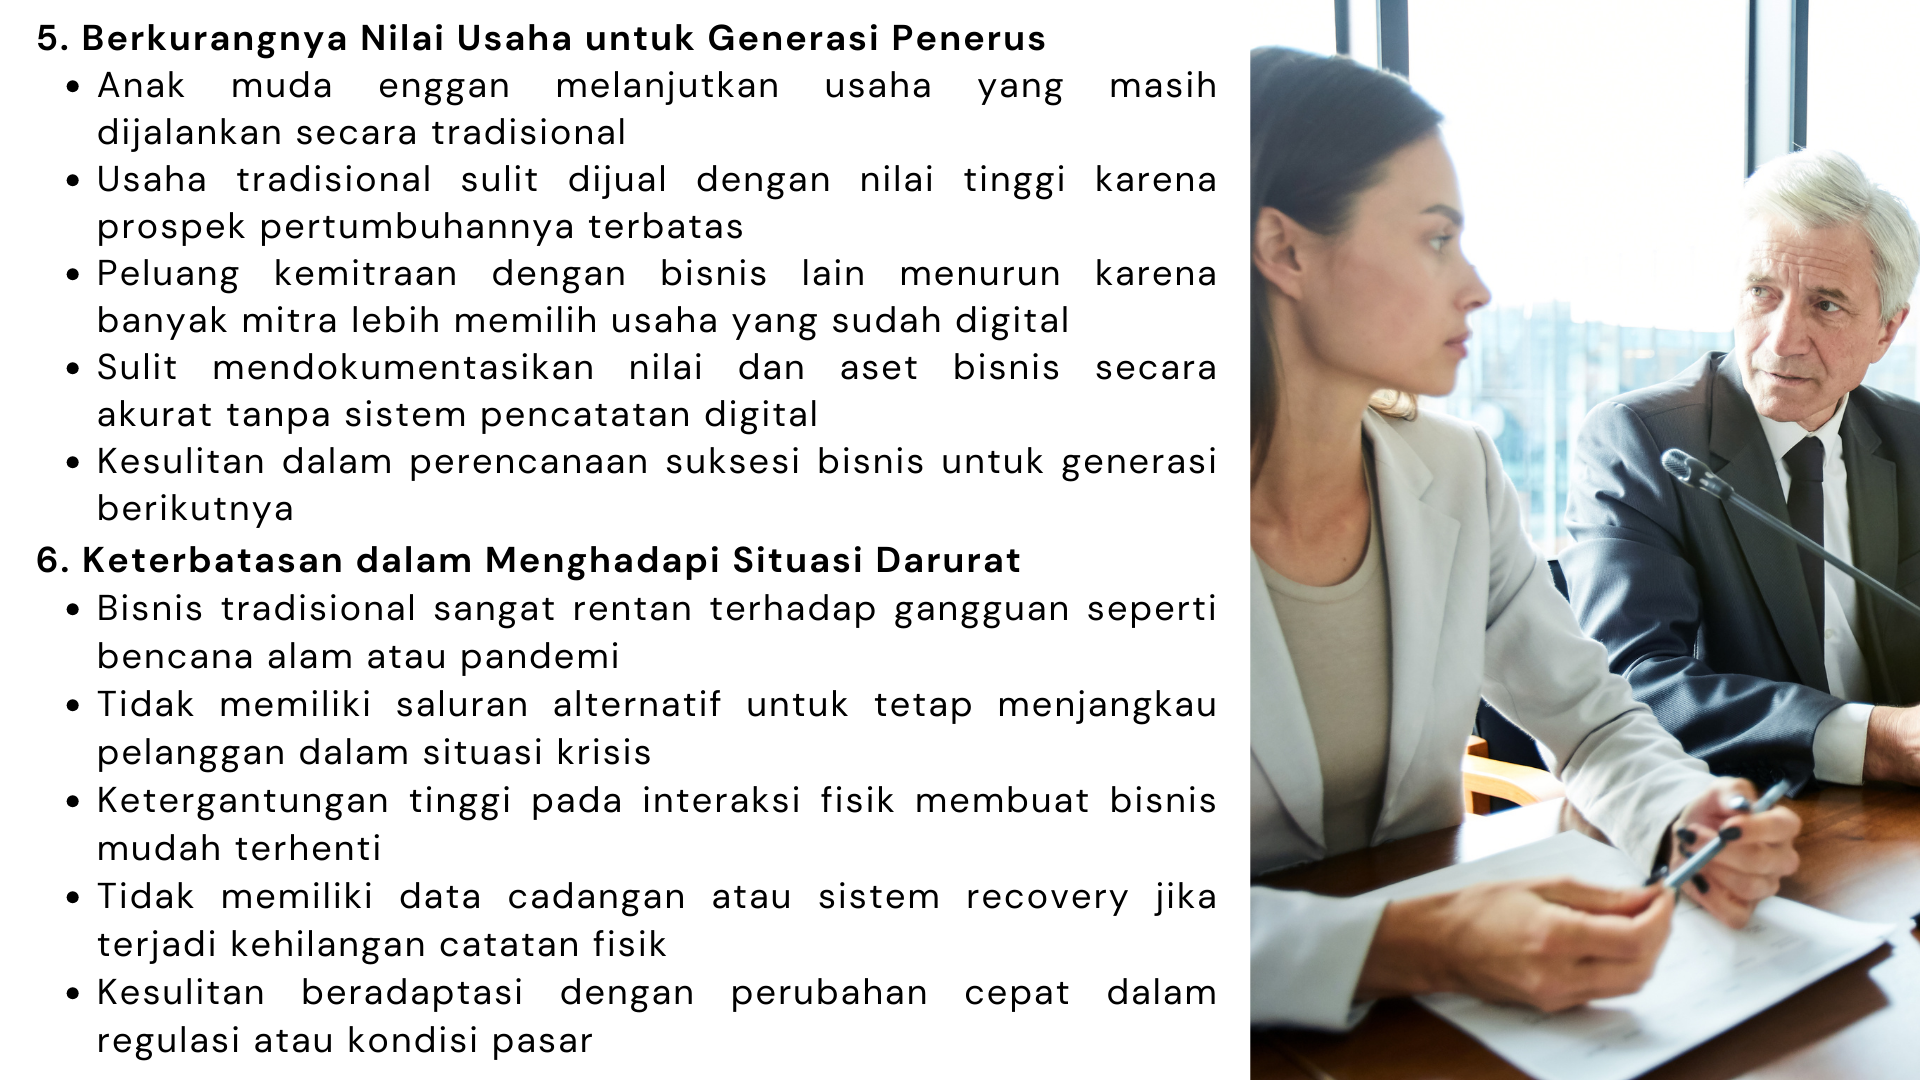 5. Berkurangnya Nilai Usaha untuk Generasi Penerus
• Anak muda enggan melanjutkan usaha yang masih
dijalankan secara tradisional
• Usaha tradisional sulit dijual dengan nilai tinggi karena
prospek pertumbuhannya terbatas
• Peluang kemitraan dengan bisnis lain menurun karena
banyak mitra lebih memilih usaha yang sudah digital
• Sulit mendokumentasikan nilai dan aset bisnis secara
akurat tanpa sistem pencatatan digital
• Kesulitan dalam perencanaan suksesi bisnis untuk generasi
berikutnya
6. Keterbatasan dalam Menghadapi Situasi Darurat
• Bisnis tradisional sangat rentan terhadap gangguan seperti
bencana alam atau pandemi
• Tidak memiliki saluran alternatif untuk tetap menjangkau
pelanggan dalam situasi krisis
• Ketergantungan tinggi pada interaksi fisik membuat bisnis
mudah terhenti
• Tidak memiliki data cadangan atau sistem recovery jika
terjadi kehilangan catatan fisik
• Kesulitan beradaptasi dengan perubahan cepat dalam
regulasi atau kondisi pasar